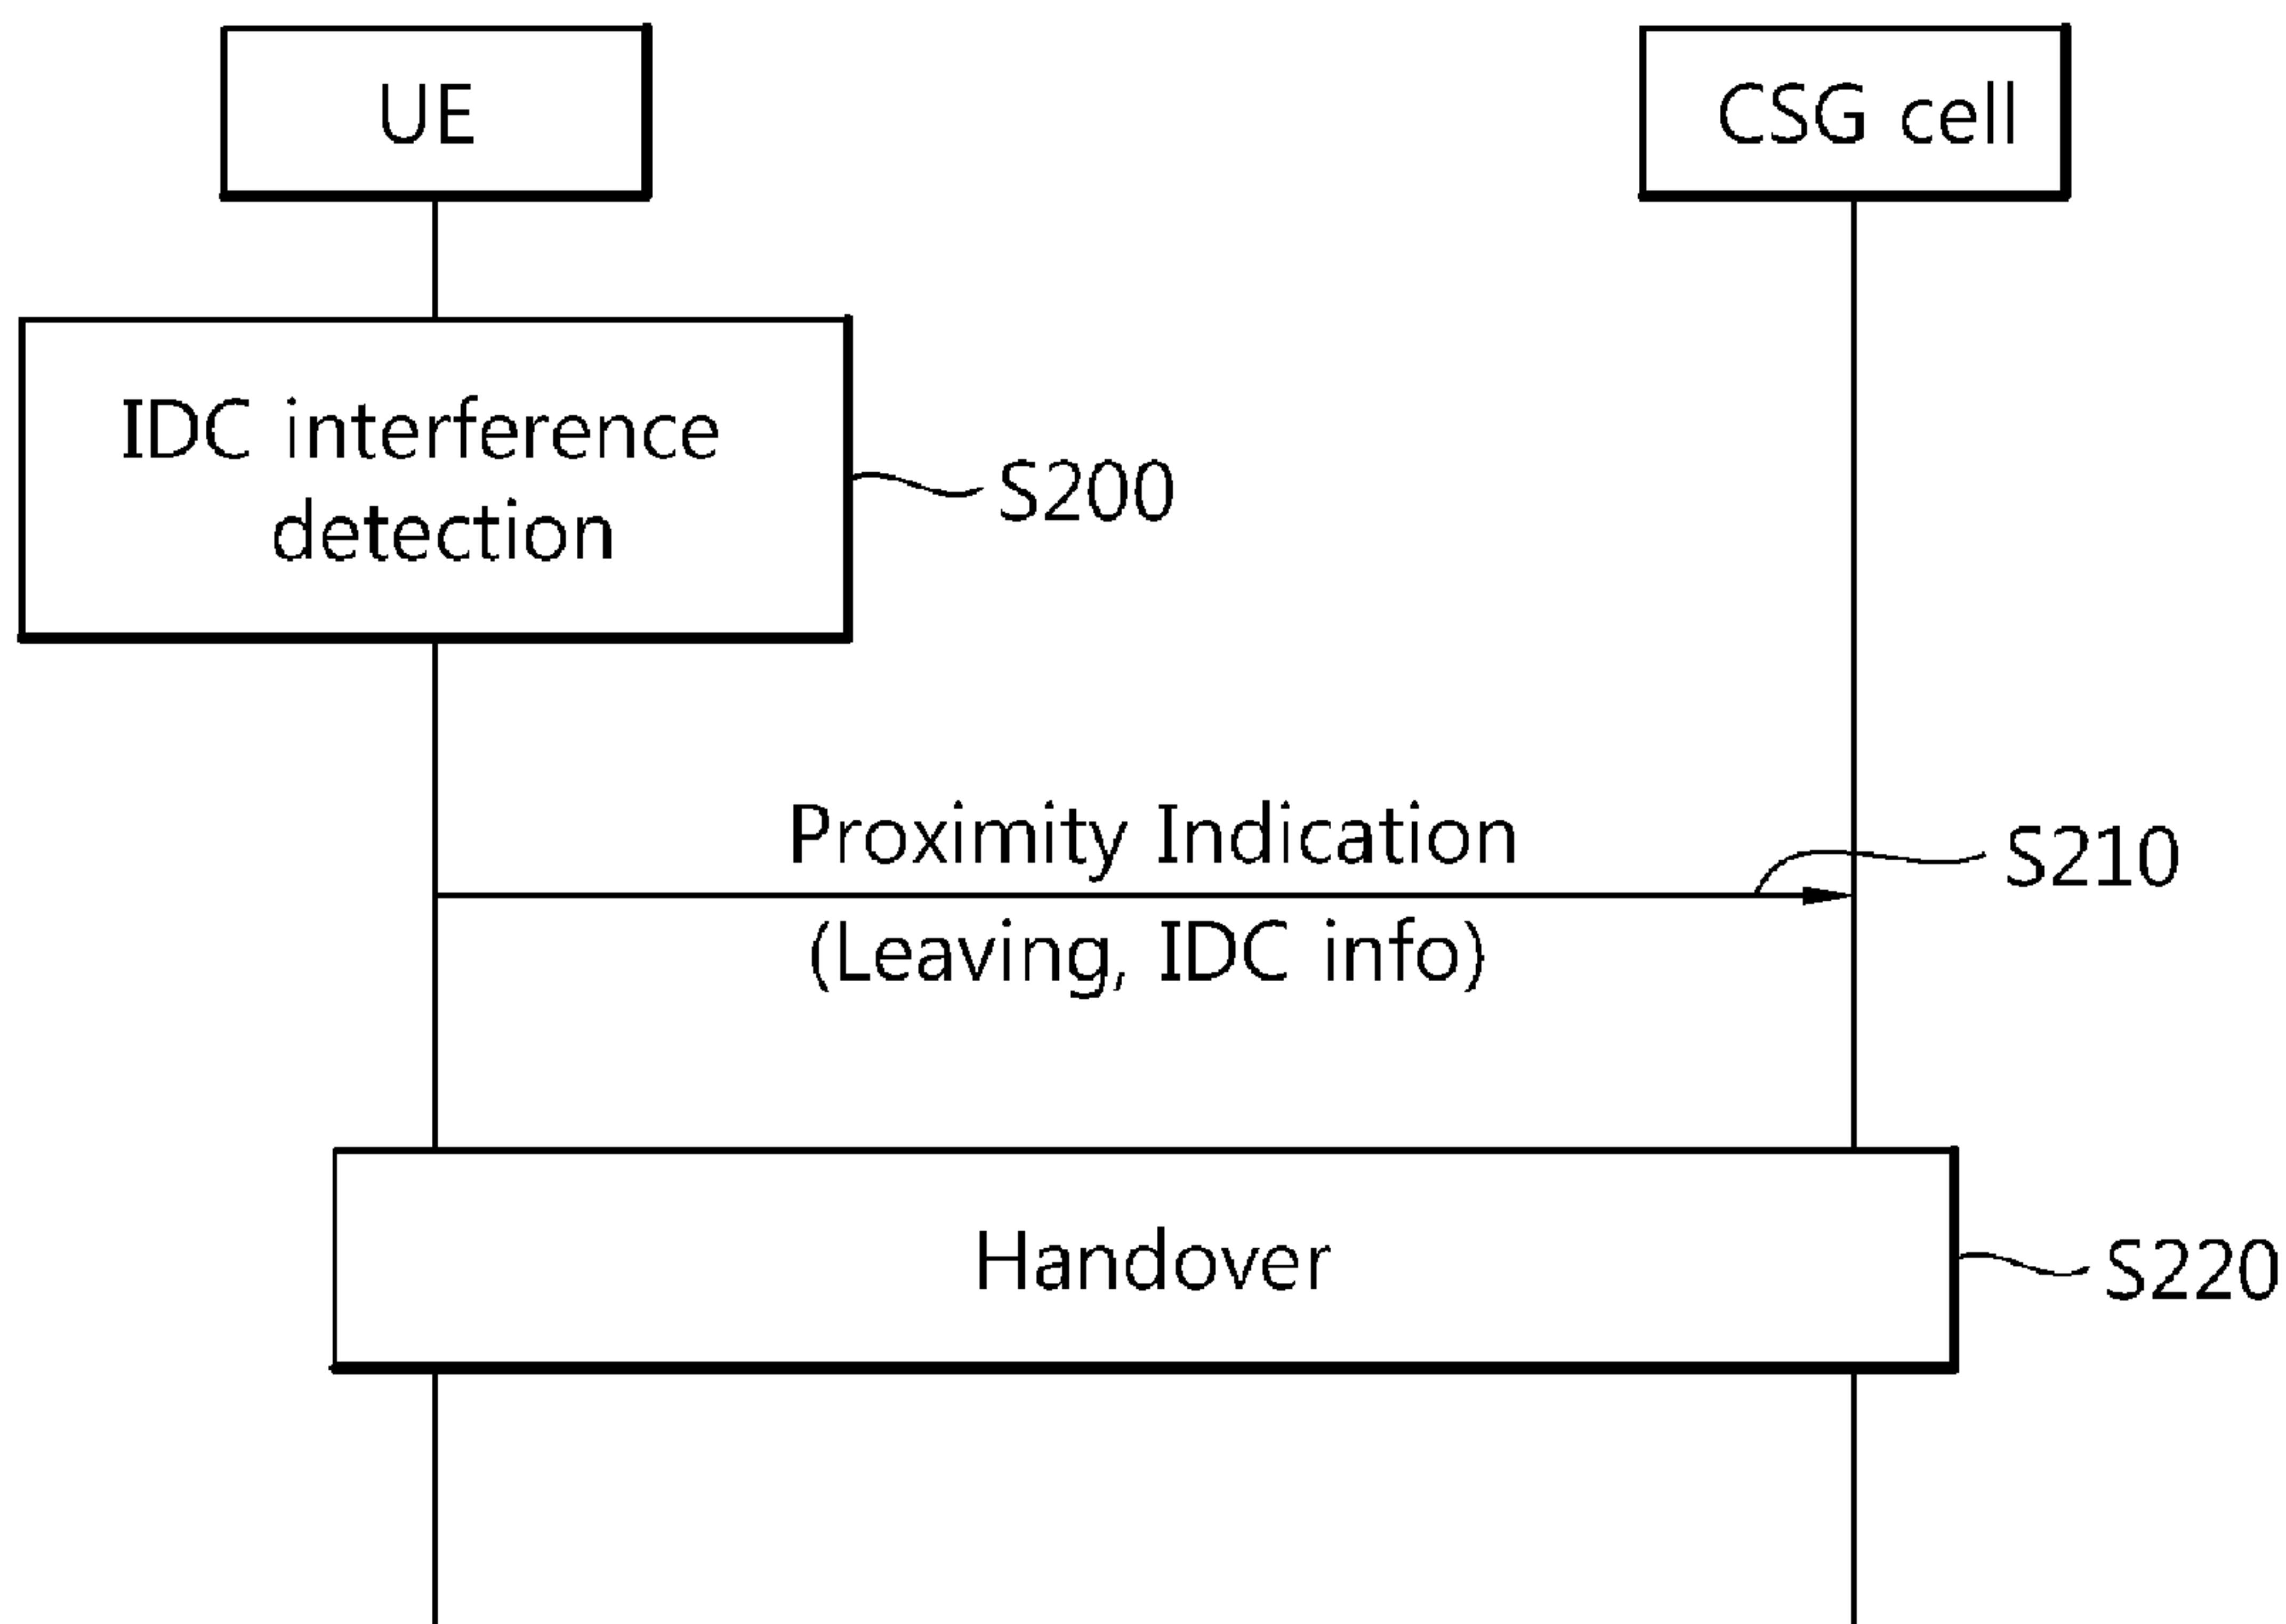 UE
CSG cell
IDC interference
detection
S200
Proximity Indication
S210
(Leaving, IDC info)
Handover
S220